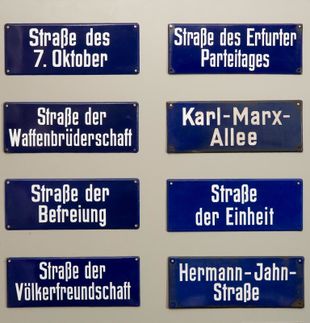 Straße des
7. Oktober
Straße des Erfurter
Parteitages
Straße der
Waffenbrüderschaft
Karl-Marx-
Allee
Straße der
Befreiung
Straße
der Einheit
Straße der
Völkerfreundschaft
Hermann-Jahn-
Straße